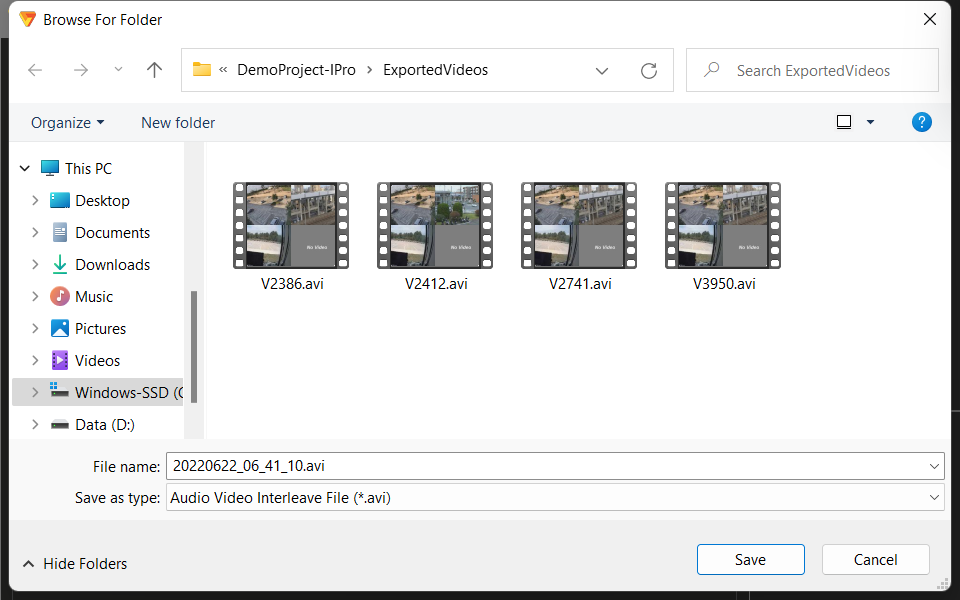 Browse For Folder
« DemoProject-IPro > ExportedVideos
Search ExportedVideos
Organize
New folder
?
This PC
Desktop
Documents
Downloads
Music
Pictures
Videos
Windows-SSD (C
Data (D:)
No Video
No Video
No Video
No Video
V2386.avi
V2412.avi
V2741.avi
V3950.avi
File name: 20220622_06_41_10.avi
Save as type: Audio Video Interleave File (*.avi)
Hide Folders
Save
Cancel